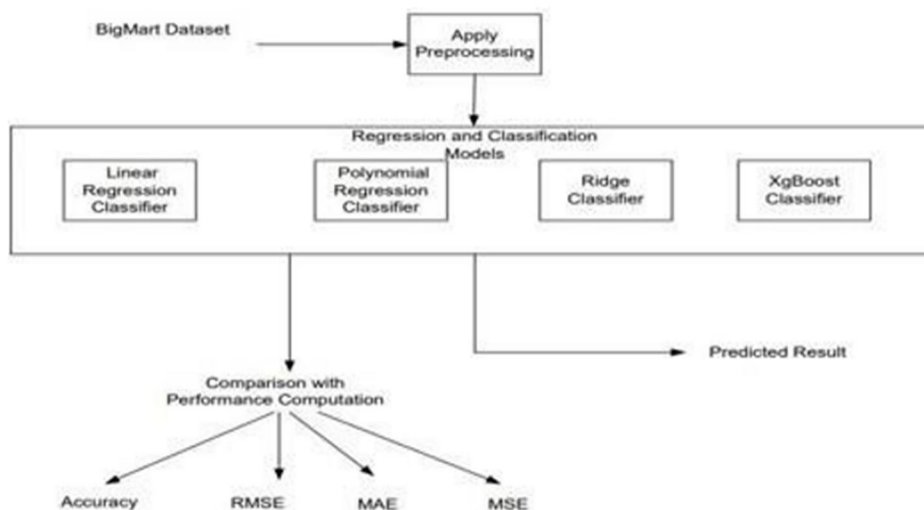 BigMart Dataset
Apply
Preprocessing
Regression and Classification
Models
Linear
Regression
Classifier
Polynomial
Regression
Classifier
Ridge
Classifier
XgBoost
Classifier
Predicted Result
Comparison with
Performance Computation
Accuracy
RMSE
MAE
MSE